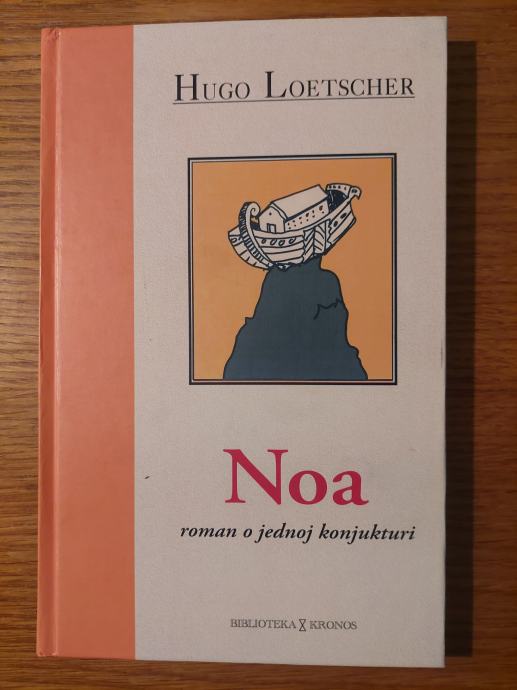 HUGO LOETSCHER
Noa
roman o jednoj konjukturi
BIBLIOTEKA KRONOS